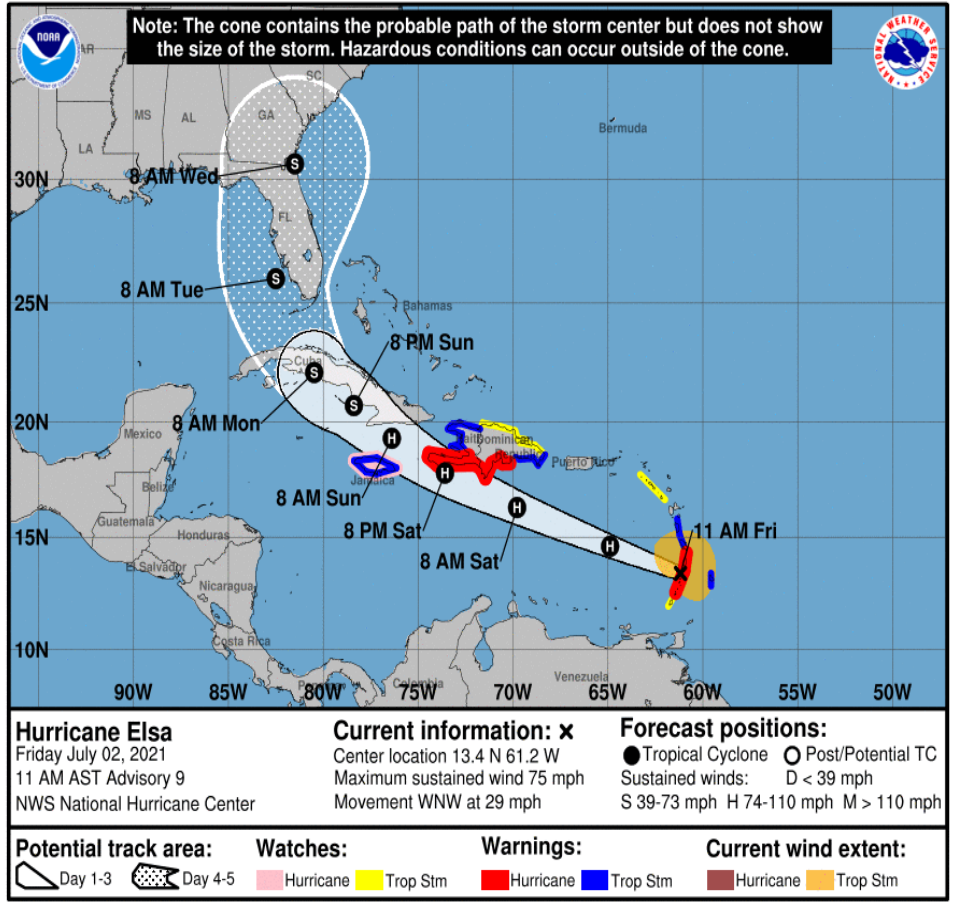 Note: The cone contains the probable path of the storm center but does not show
the size of the storm. Hazardous conditions can occur outside of the cone.
NOAA
NATIONAL WEATHER SERVICE
AR
SC
MS
AL
GA
LA
Bermuda
8 AM Wed
30N
FL
8 AM Tue
25N
Bahamas
8 PM Sun
Cuba
8 AM Mon
20N
Mexico
Dominican
Republic
Puerto Rico
Jamaica
8 AM Sun
Belize
8 PM Sat
Guatemala
Honduras
15N
11 AM Fri
8 AM Sat
El Salvador
Nicaragua
Costa Rica
10N
Colombia
Venezuela
90W 85W 80W 75W 70W 65W 60W 55W 50W
S
S
S
S
H
H
H
H
Hurricane Elsa
Friday July 02, 2021
11 AM AST Advisory 9
NWS National Hurricane Center
Current information: x
Center location 13.4 N 61.2 W
Maximum sustained wind 75 mph
Movement WNW at 29 mph
Forecast positions:
Tropical Cyclone Post/Potential TC
Sustained winds: D < 39 mph
S 39-73 mph H 74-110 mph M > 110 mph
Potential track area:
Day 1-3 Day 4-5
Watches:
Hurricane Trop Stm
Warnings:
Hurricane Trop Stm
Current wind extent:
Hurricane Trop Stm